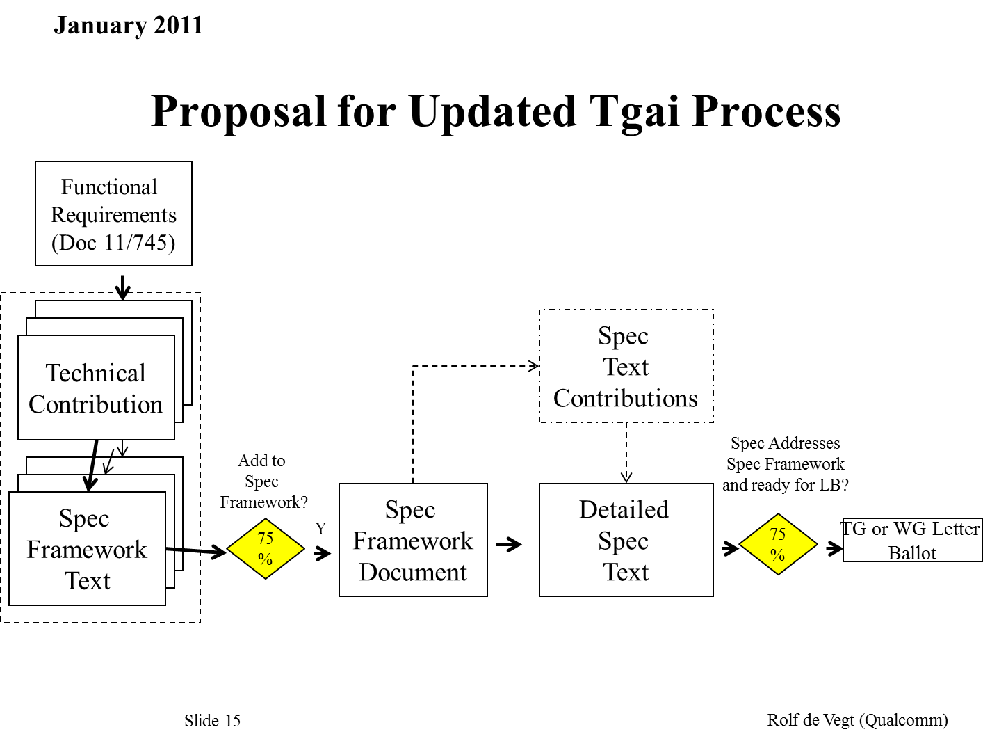 January 2011
Proposal for Updated Tgai Process
Functional
Requirements
(Doc 11/745)
Technical
Contribution
Spec
Framework
Text
Add to
Spec
Framework?
75
%
Y
Spec
Framework
Document
Spec
Text
Contributions
Detailed
Spec
Text
Spec Addresses
Spec Framework
and ready for LB?
75
%
TG or WG Letter
Ballot
Slide 15
Rolf de Vegt (Qualcomm)